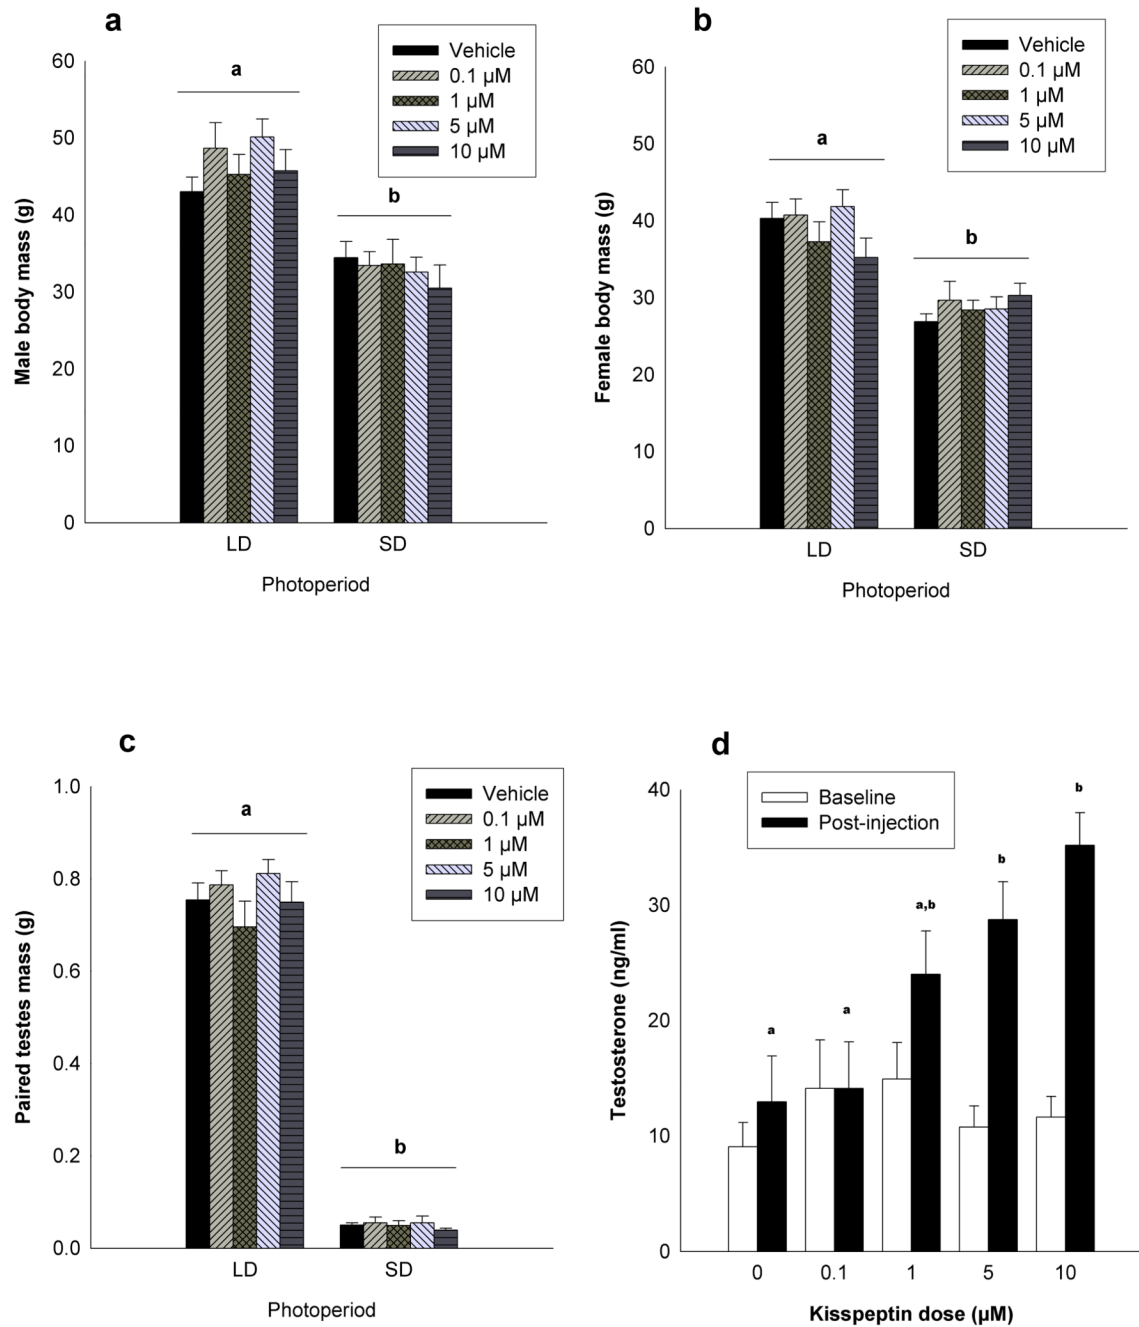 a
Vehicle
0.1 µM
1 µM
5 µM
10 µM
60
50
40
30
20
10
0
Male body mass (g)
a
b
LD
SD
Photoperiod
b
Vehicle
0.1 µM
1 µM
5 µM
10 µM
60
50
40
30
20
10
0
Female body mass (g)
a
b
LD
SD
Photoperiod
c
Vehicle
0.1 µM
1 µM
5 µM
10 µM
1.0
0.8
0.6
0.4
0.2
0.0
Paired testes mass (g)
a
b
LD
SD
Photoperiod
d
Baseline
Post-injection
40
30
20
10
0
Testosterone (ng/ml)
a
a
a,b
b
b
0
0.1
1
5
10
Kisspeptin dose (µM)